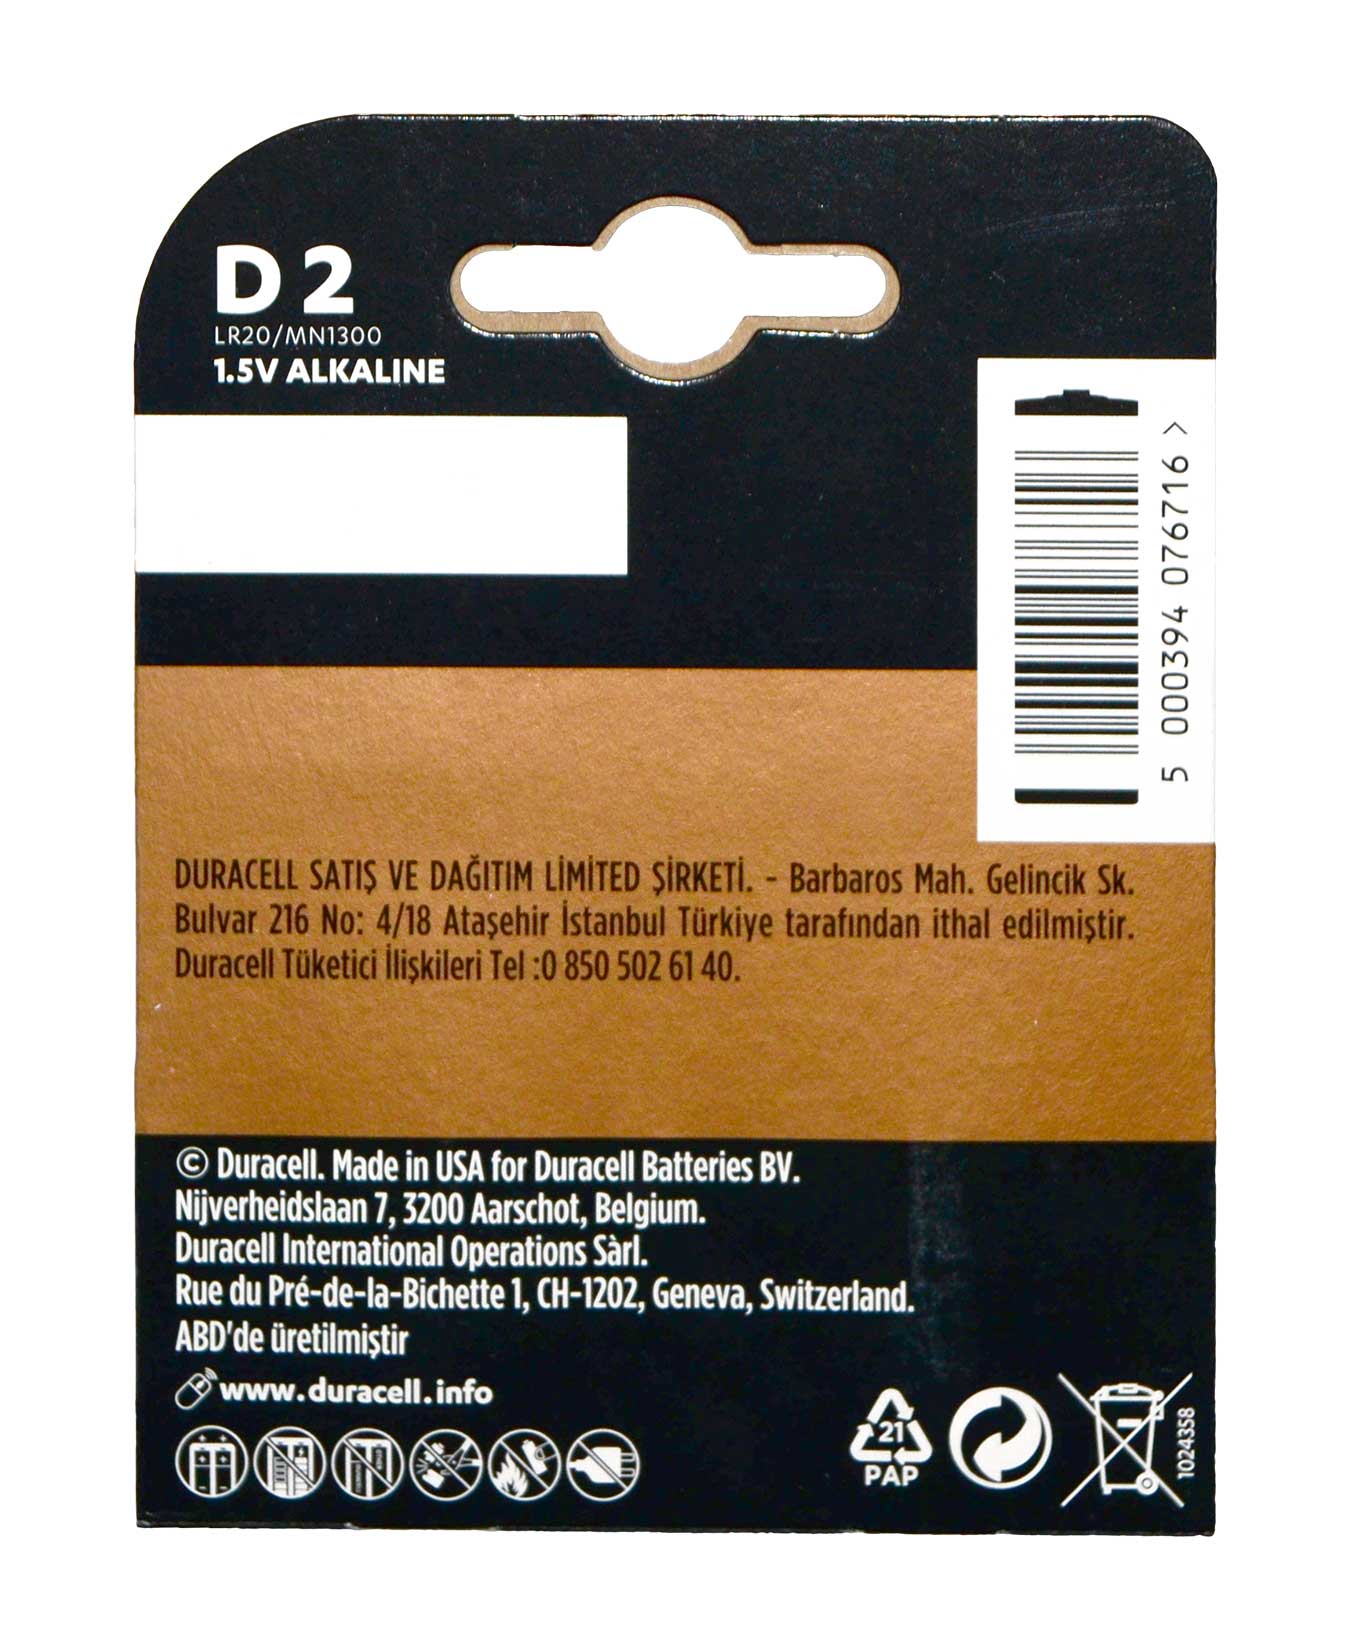 D 2
LR20/MN1300
1.5V ALKALINE
5 000394 076716 >
DURACELL SATIŞ VE DAĞITIM LİMİTED ŞİRKETİ. - Barbaros Mah. Gelincik Sk.
Bulvar 216 No: 4/18 Ataşehir İstanbul Türkiye tarafından ithal edilmiştir.
Duracell Tüketici İlişkileri Tel :0 850 502 61 40.
© Duracell. Made in USA for Duracell Batteries BV.
Nijverheidslaan 7, 3200 Aarschot, Belgium.
Duracell International Operations Sàrl.
Rue du Pré-de-la-Bichette 1, CH-1202, Geneva, Switzerland.
ABD'de üretilmiştir
www.duracell.info
21
PAP
1024358